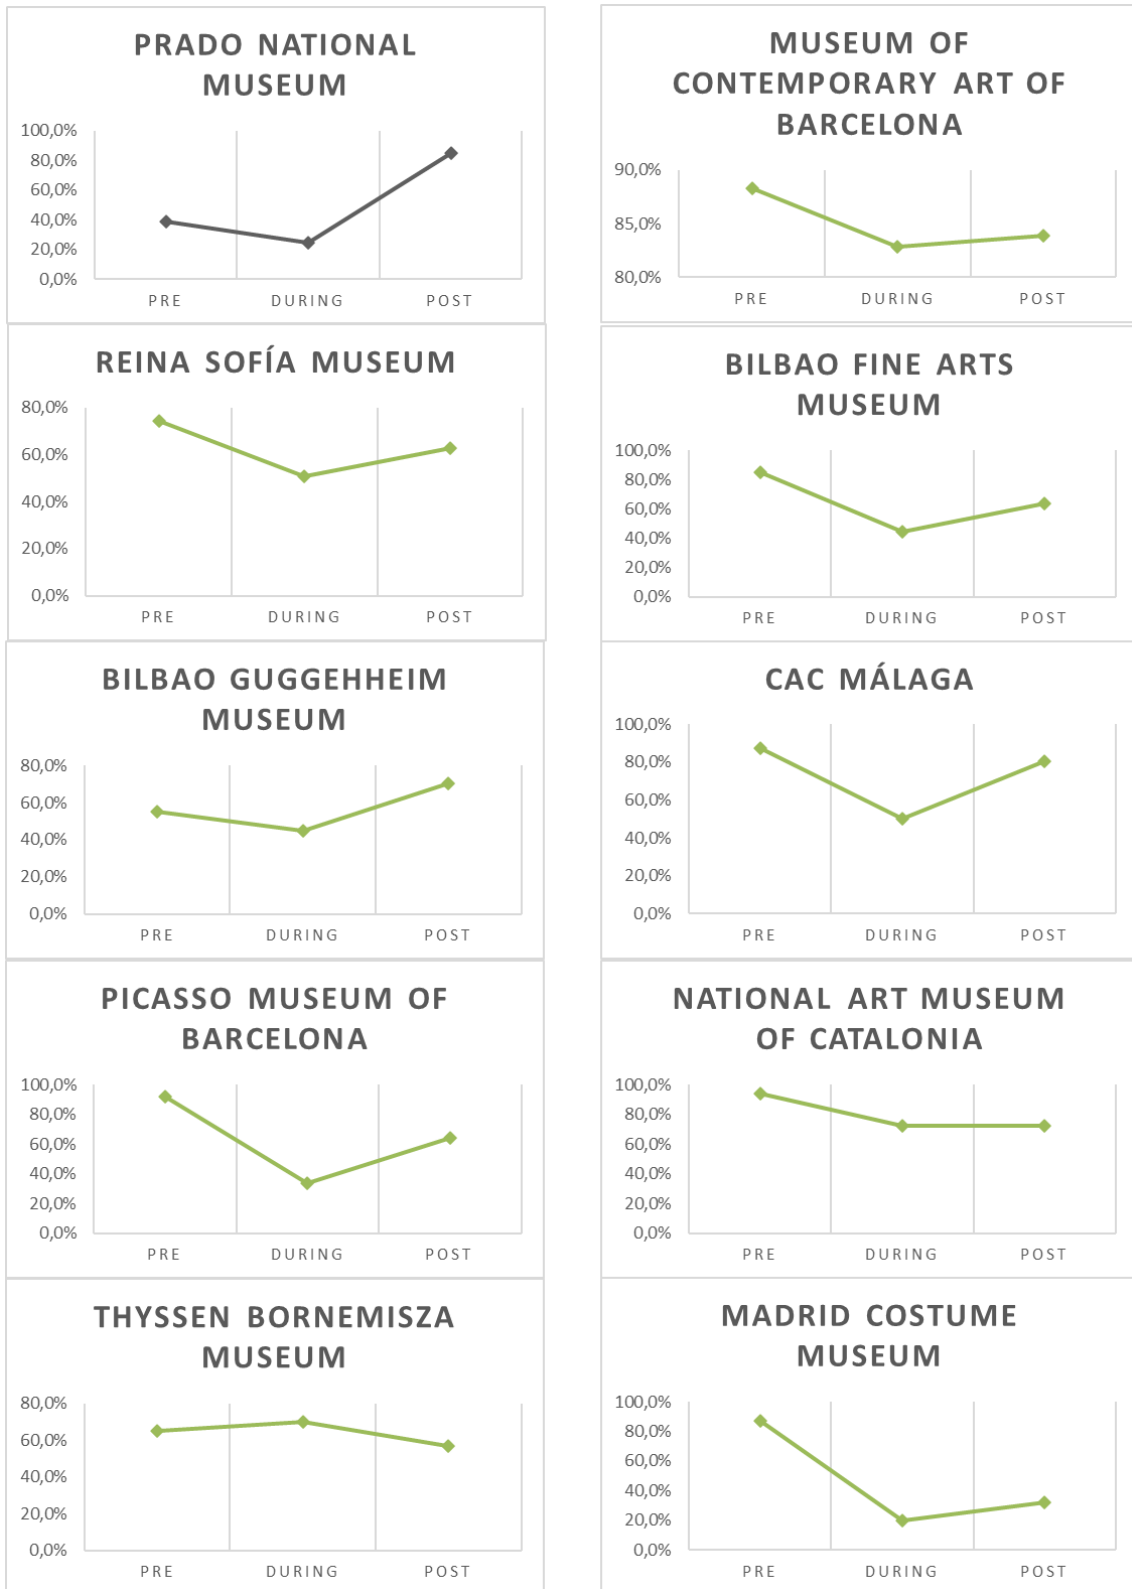 PRADO NATIONAL
MUSEUM
100,0%
80,0%
60,0%
40,0%
20,0%
0,0%
PRE DURING POST
MUSEUM OF
CONTEMPORARY ART OF
BARCELONA
90,0%
85,0%
80,0%
PRE DURING POST
REINA SOFÍA MUSEUM
80,0%
60,0%
40,0%
20,0%
0,0%
PRE DURING POST
BILBAO FINE ARTS
MUSEUM
100,0%
80,0%
60,0%
40,0%
20,0%
0,0%
PRE DURING POST
BILBAO GUGGEHHEIM
MUSEUM
80,0%
60,0%
40,0%
20,0%
0,0%
PRE DURING POST
CAC MÁLAGA
100,0%
80,0%
60,0%
40,0%
20,0%
0,0%
PRE DURING POST
PICASSO MUSEUM OF
BARCELONA
100,0%
80,0%
60,0%
40,0%
20,0%
0,0%
PRE DURING POST
NATIONAL ART MUSEUM
OF CATALONIA
100,0%
80,0%
60,0%
40,0%
20,0%
0,0%
PRE DURING POST
THYSSEN BORNEMISZA
MUSEUM
80,0%
60,0%
40,0%
20,0%
0,0%
PRE DURING POST
MADRID COSTUME
MUSEUM
100,0%
80,0%
60,0%
40,0%
20,0%
0,0%
PRE DURING POST